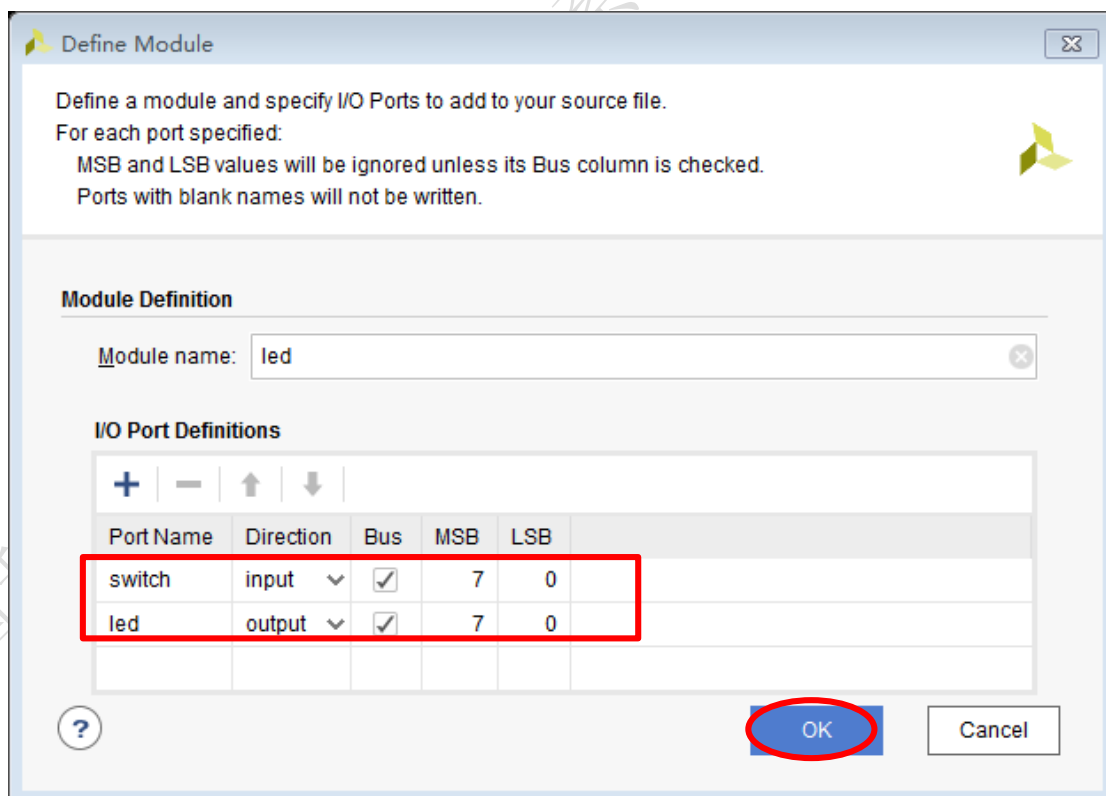 Define Module
Define a module and specify I/O Ports to add to your source file.
For each port specified:
MSB and LSB values will be ignored unless its Bus column is checked.
Ports with blank names will not be written.
Module Definition
Module name: led
I/O Port Definitions
Port Name Direction Bus MSB LSB
switch input 7 0
led output 7 0
? OK Cancel